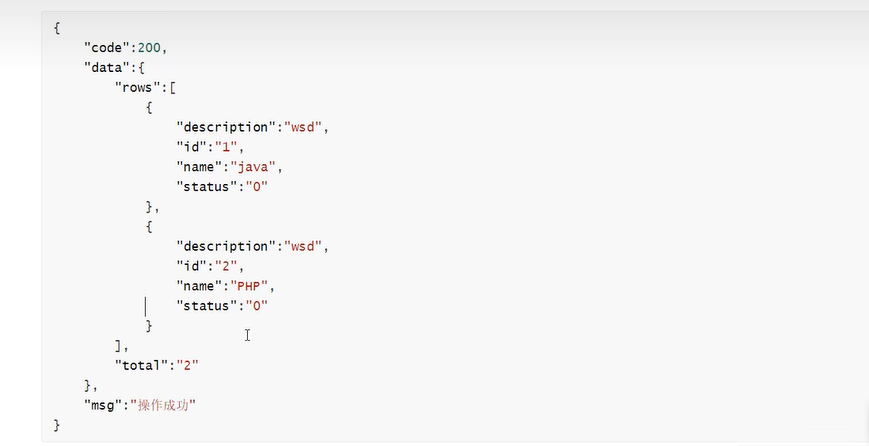 {
    "code":200,
    "data":{
        "rows":[
            {
                "description":"wsd",
                "id":"1",
                "name":"java",
                "status":"0"
            },
            {
                "description":"wsd",
                "id":"2",
                "name":"PHP",
                "status":"0"
            }
        ],
        "total":"2"
    },
    "msg":"操作成功"
}